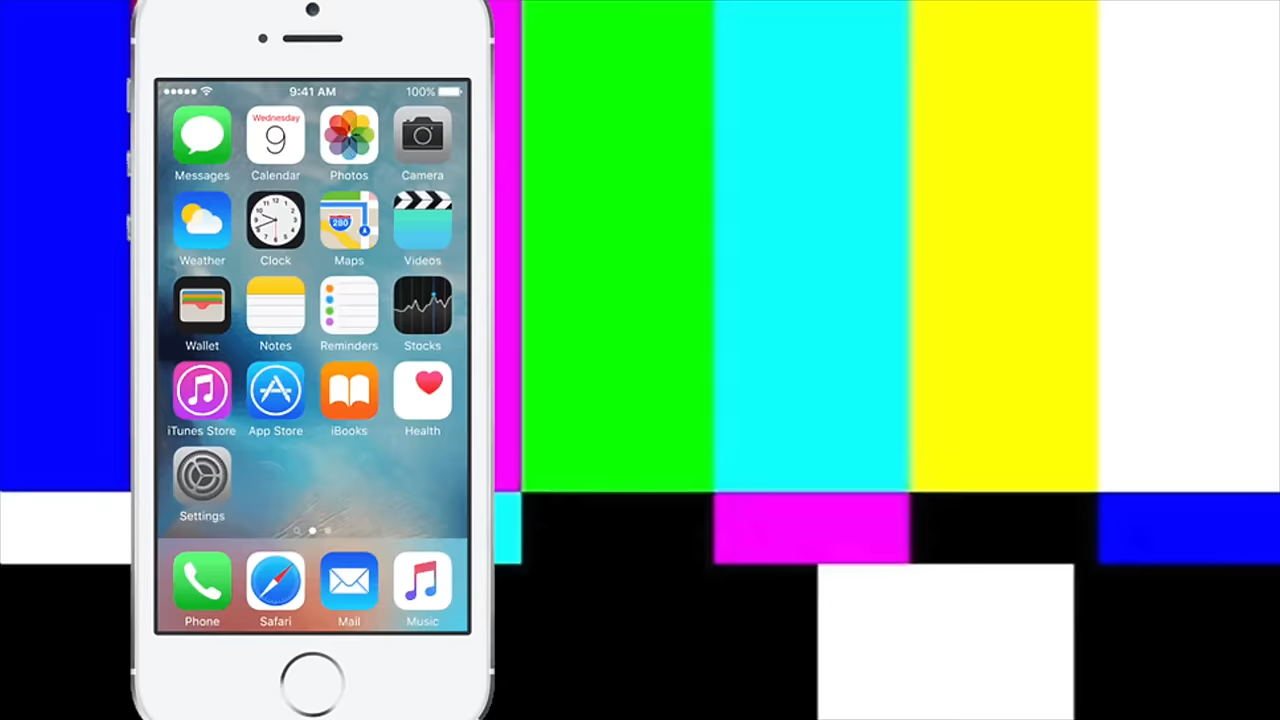 9:41 AM 100%
Wednesday
9
Messages Calendar Photos Camera
12
280
Weather Clock Maps Videos
Wallet Notes Reminders Stocks
iTunes Store App Store iBooks Health
Settings
Phone Safari Mail Music